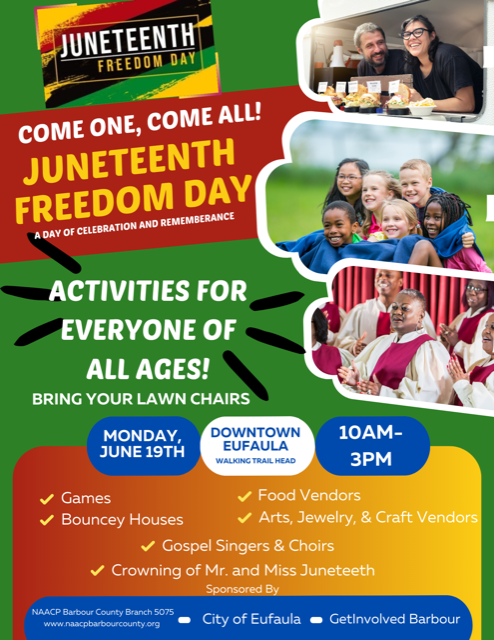 JUNETEENTH
FREEDOM DAY
COME ONE, COME ALL!
JUNETEENTH
FREEDOM DAY
A DAY OF CELEBRATION AND REMEMBERANCE
ACTIVITIES FOR
EVERYONE OF
ALL AGES!
BRING YOUR LAWN CHAIRS
MONDAY,
JUNE 19TH
DOWNTOWN
EUFAULA
WALKING TRAIL HEAD
10AM-
3PM
Games
Bouncey Houses
Food Vendors
Arts, Jewelry, & Craft Vendors
Gospel Singers & Choirs
Crowning of Mr. and Miss Juneteeth
Sponsored By
NAACP Barbour County Branch 5075
www.naacpbarbourcounty.org
City of Eufaula
GetInvolved Barbour